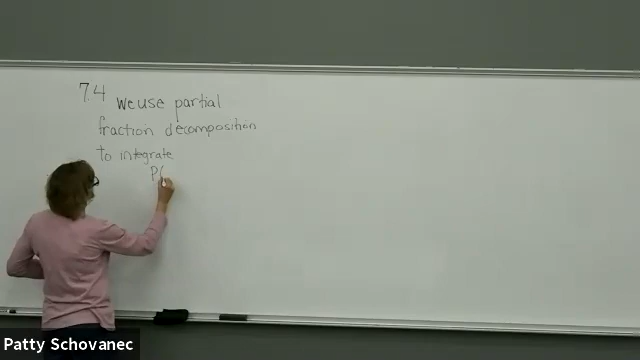 7.4 we use partial
fraction decomposition
to integrate
P(
Patty Schovanec